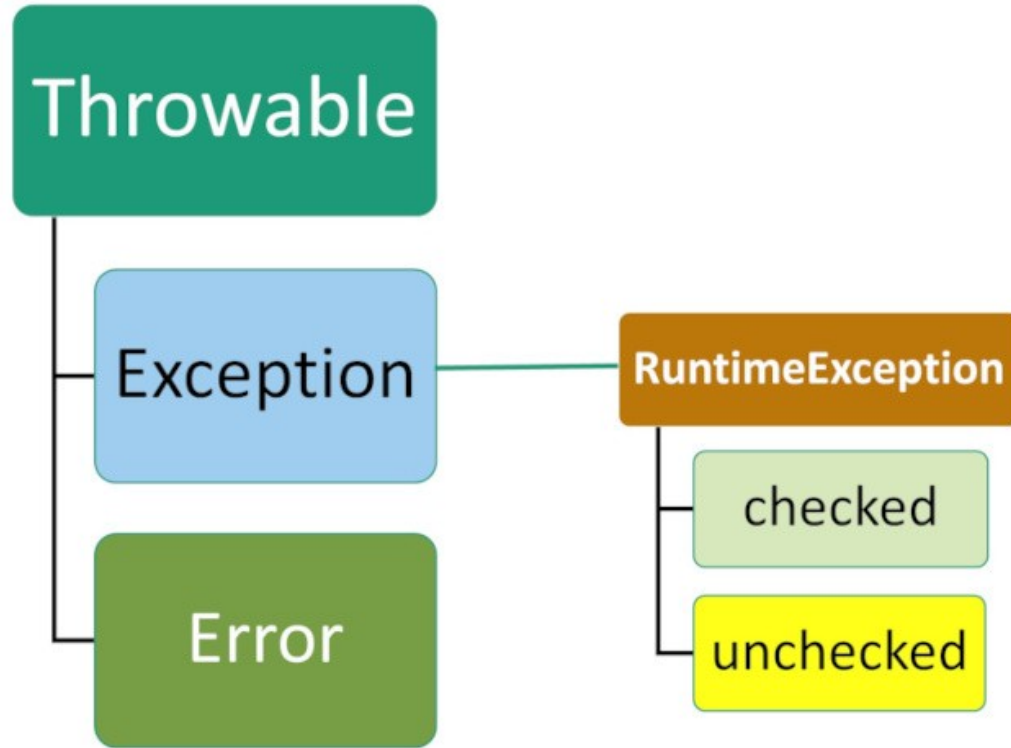 Throwable
Exception
RuntimeException
checked
Error
unchecked